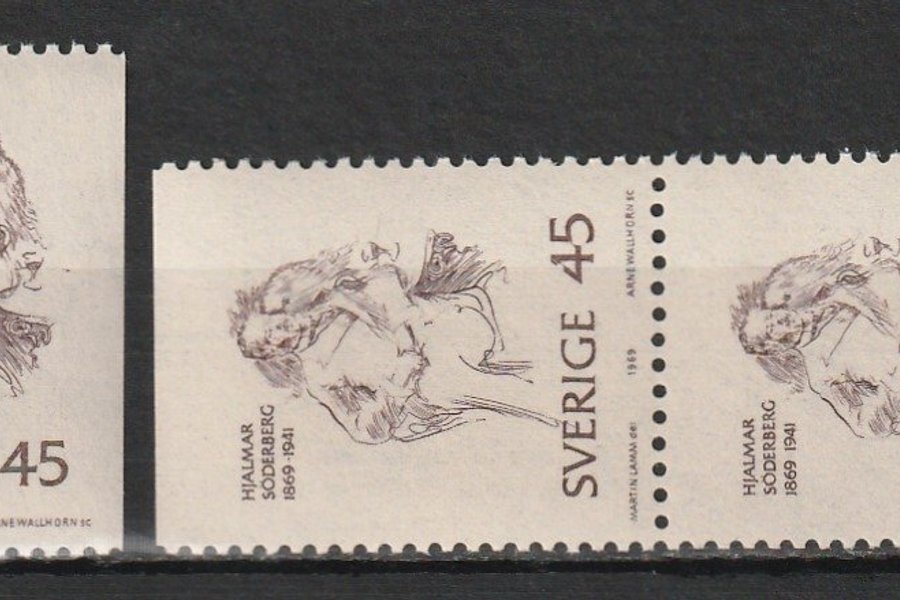 45
ARNE WALLHORN SC
HJALMAR
SÖDERBERG
1869 - 1941
SVERIGE 45
MARTIN LAMM del 1969 ARNE WALLHORN SC
HJALMAR
SÖDERBERG
1869 1941